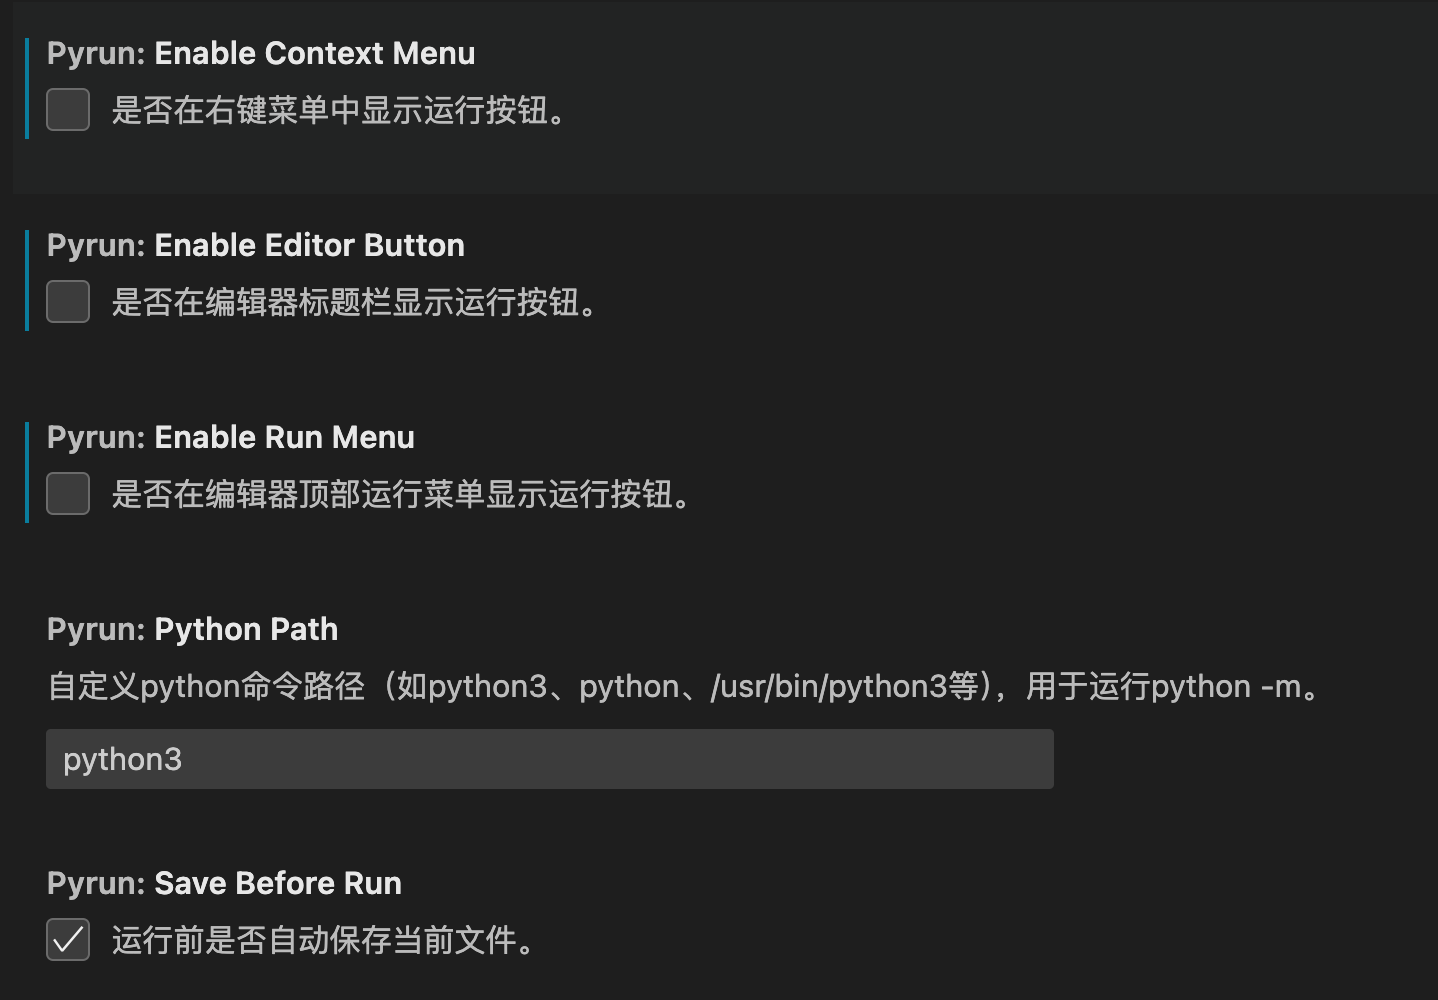 Pyrun: Enable Context Menu
是否在右键菜单中显示运行按钮。
Pyrun: Enable Editor Button
是否在编辑器标题栏显示运行按钮。
Pyrun: Enable Run Menu
是否在编辑器顶部运行菜单显示运行按钮。
Pyrun: Python Path
自定义python命令路径（如python3、python、/usr/bin/python3等），用于运行python -m。
python3
Pyrun: Save Before Run
运行前是否自动保存当前文件。